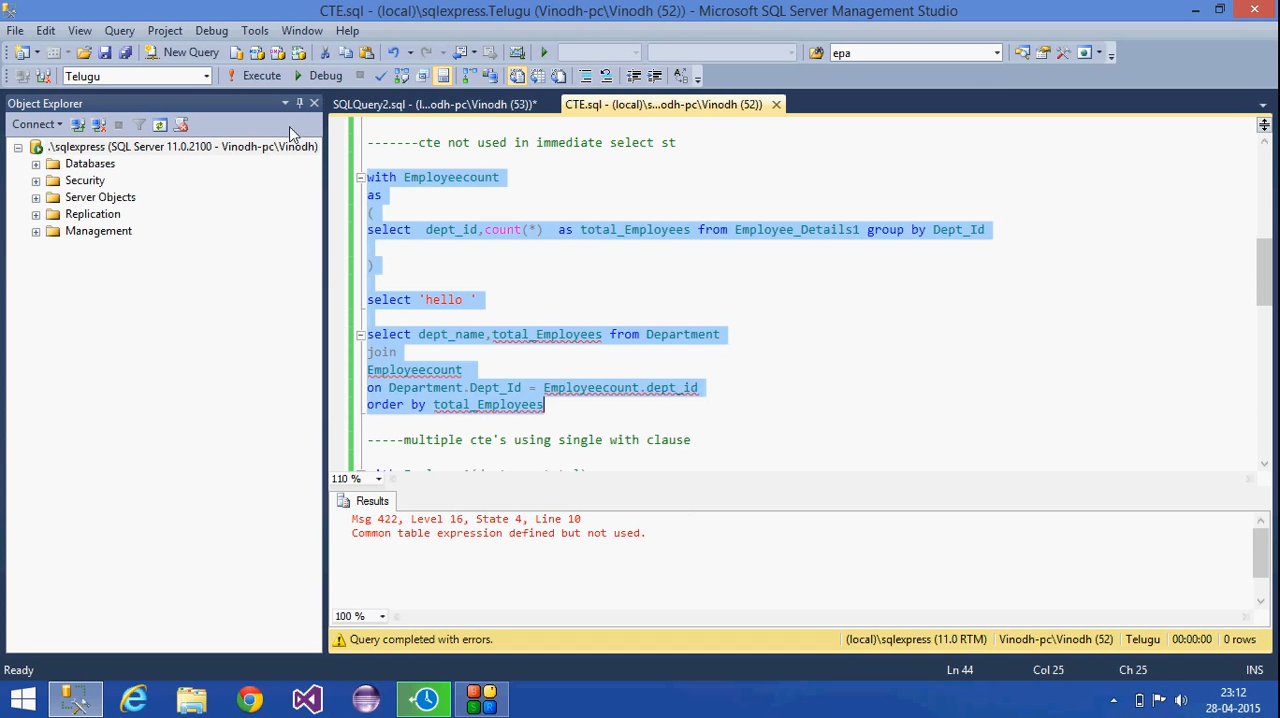 CTE.sql - (local)\sqlexpress.Telugu (Vinodh-pc\Vinodh (52)) - Microsoft SQL Server Management Studio
File Edit View Query Project Debug Tools Window Help
New Query epa
Telugu Execute Debug
Object Explorer
Connect
.\sqlexpress (SQL Server 11.0.2100 - Vinodh-pc\Vinodh)
Databases
Security
Server Objects
Replication
Management
SQLQuery2.sql - (l...odh-pc\Vinodh (53))* CTE.sql - (local)\s...odh-pc\Vinodh (52))
-------cte not used in immediate select st
with Employeecount
as
(
select dept_id,count(*) as total_Employees from Employee_Details1 group by Dept_Id
)
select 'hello '
select dept_name,total_Employees from Department
join
Employeecount
on Department.Dept_Id = Employeecount.dept_id
order by total_Employees
-----multiple cte's using single with clause
110 %
Results
Msg 422, Level 16, State 4, Line 10
Common table expression defined but not used.
100 %
Query completed with errors. (local)\sqlexpress (11.0 RTM) Vinodh-pc\Vinodh (52) Telugu 00:00:00 0 rows
Ready Ln 44 Col 25 Ch 25 INS
23:12
28-04-2015